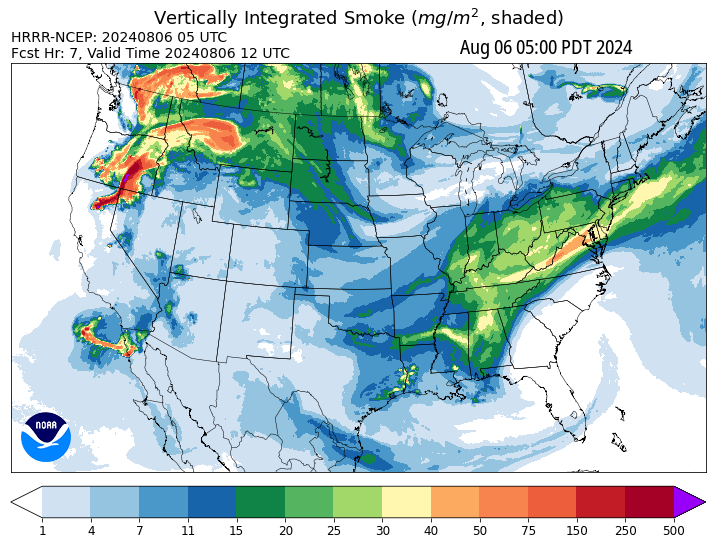 Vertically Integrated Smoke (mg/m², shaded)
HRRR-NCEP: 20240806 05 UTC
Fcst Hr: 7, Valid Time 20240806 12 UTC
Aug 06 05:00 PDT 2024
NOAA
1 4 7 11 15 20 25 30 40 50 75 150 250 500